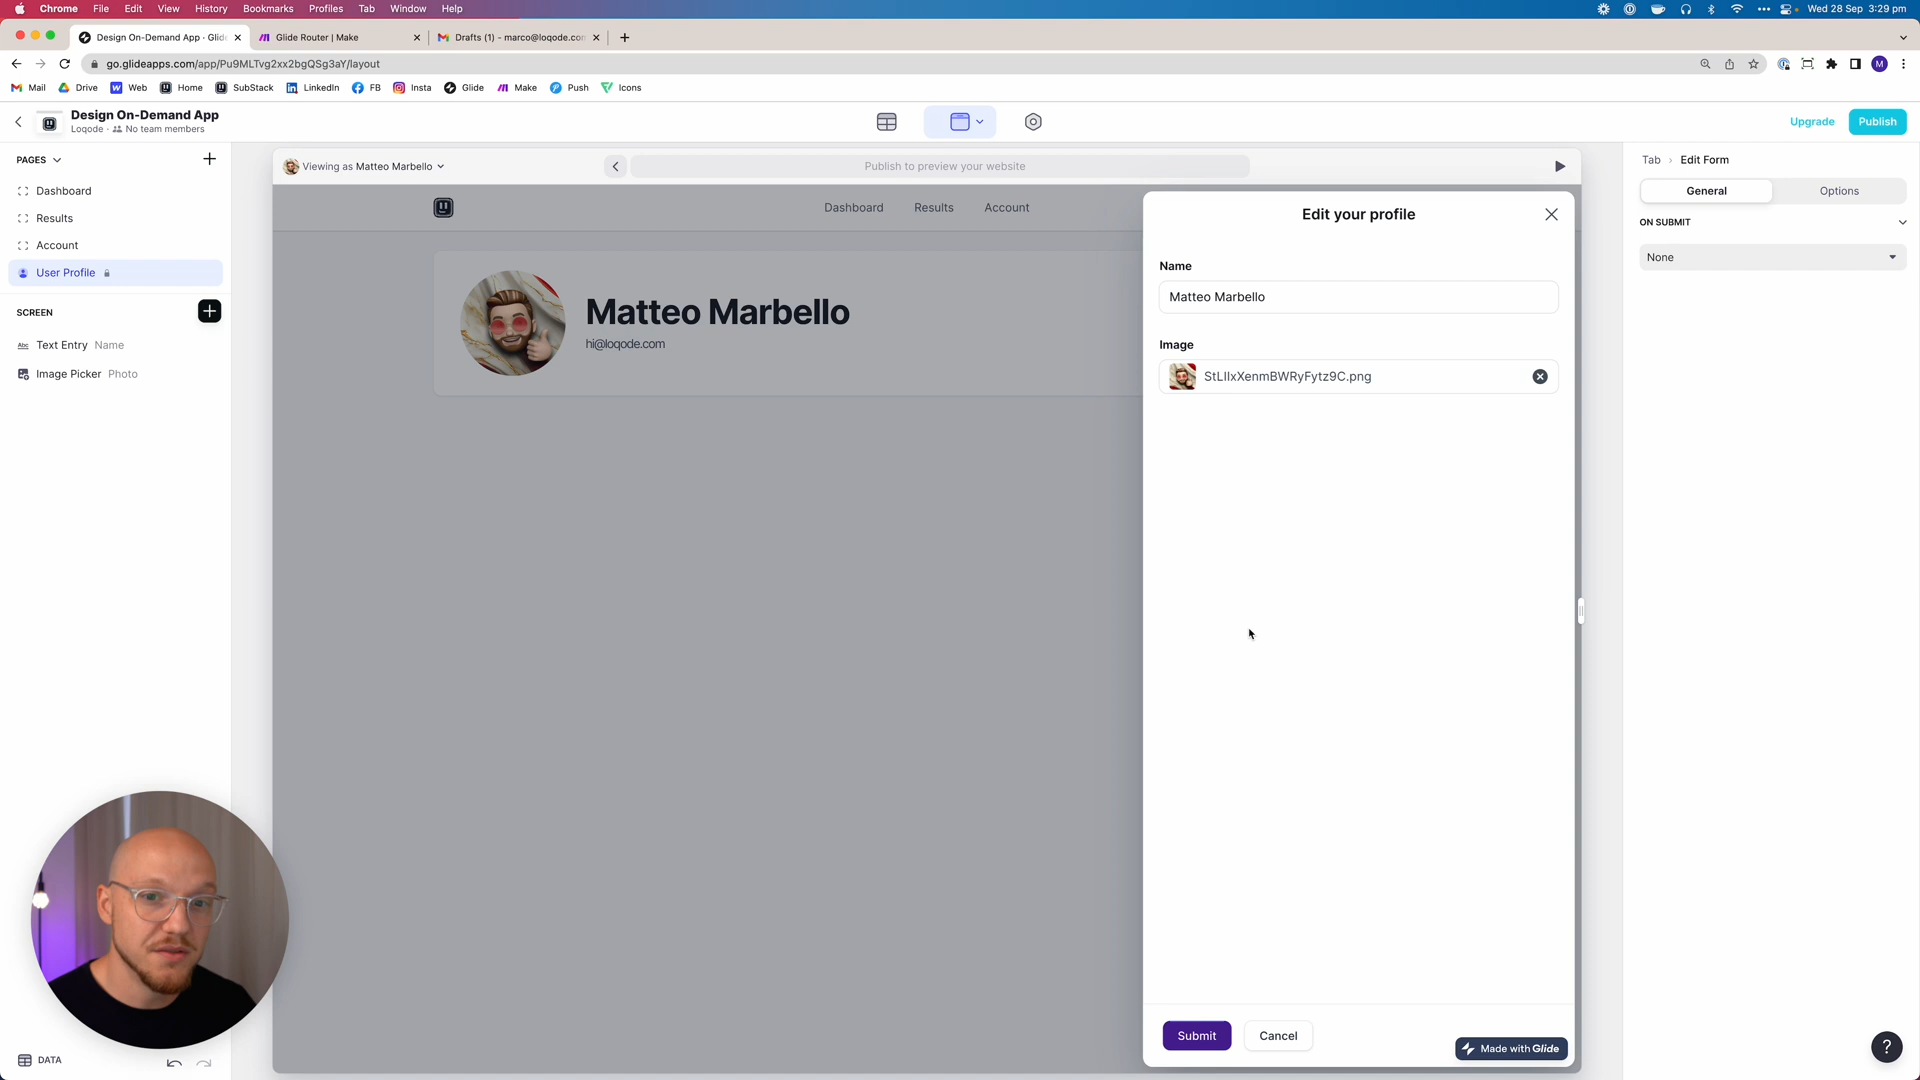 Chrome File Edit View History Bookmarks Profiles Tab Window Help
Wed 28 Sep 3:29 pm
Design On-Demand App · Glid
Glide Router | Make
Drafts (1) - marco@loqode.com
go.glideapps.com/app/Pu9MLTvg2xx2bgQSg3aY/layout
M
Mail Drive Web Home SubStack LinkedIn FB Insta Glide Make Push Icons
Design On-Demand App
Loqode · No team members
Upgrade
Publish
PAGES
Dashboard
Results
Account
User Profile
SCREEN
Abc Text Entry Name
Image Picker Photo
DATA
Viewing as Matteo Marbello
Publish to preview your website
Dashboard Results Account
Matteo Marbello
hi@loqode.com
Edit your profile
Name
Matteo Marbello
Image
StLIIxXenmBWRyFytz9C.png
Submit
Cancel
Made with Glide
Tab › Edit Form
General
Options
ON SUBMIT
None
?